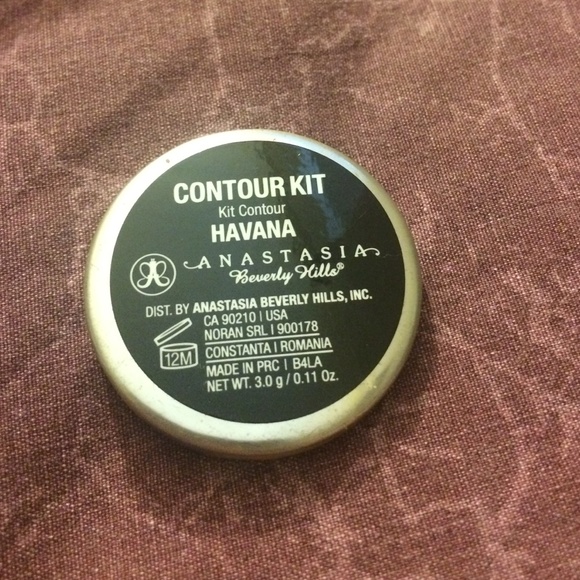 CONTOUR KIT
Kit Contour
HAVANA
ANASTASIA
Beverly Hills®
DIST. BY ANASTASIA BEVERLY HILLS, INC.
CA 90210 | USA
NORAN SRL | 900178
CONSTANTA | ROMANIA
12M
MADE IN PRC | B4LA
NET WT. 3.0 g / 0.11 Oz.